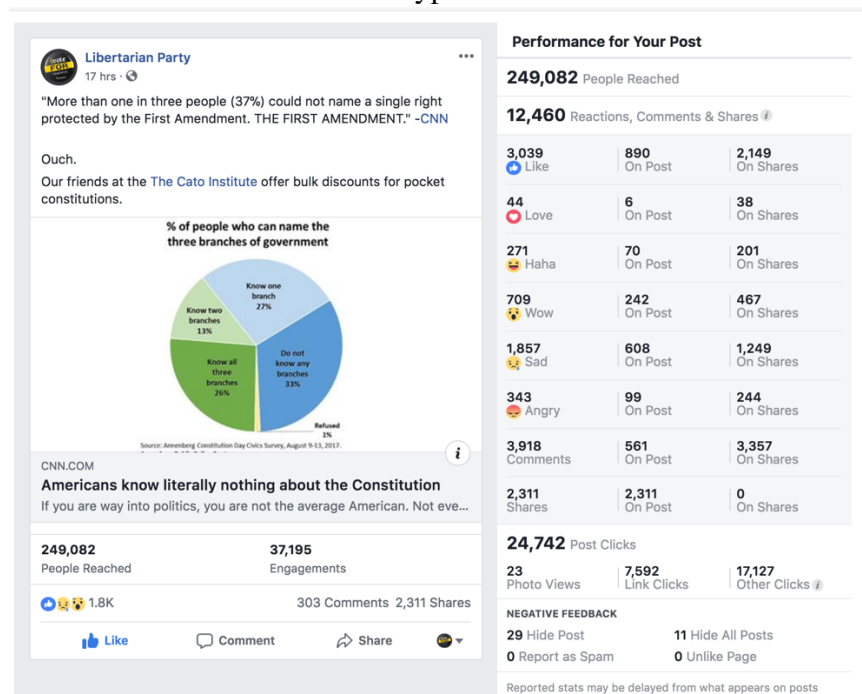 Libertarian Party
17 hrs ·
"More than one in three people (37%) could not name a single right
protected by the First Amendment. THE FIRST AMENDMENT." -CNN
Ouch.
Our friends at the The Cato Institute offer bulk discounts for pocket
constitutions.
% of people who can name the
three branches of government
Know one
branch
27%
Know two
branches
13%
Do not
know any
branches
33%
Know all
three
branches
26%
Refused
1%
Source: Annenberg Constitution Day Civics Survey, August 9-13, 2017.
CNN.COM
Americans know literally nothing about the Constitution
If you are way into politics, you are not the average American. Not eve...
249,082 37,195
People Reached Engagements
1.8K 303 Comments 2,311 Shares
Like Comment Share
Performance for Your Post
249,082 People Reached
12,460 Reactions, Comments & Shares
3,039 890 2,149
Like On Post On Shares
44 6 38
Love On Post On Shares
271 70 201
Haha On Post On Shares
709 242 467
Wow On Post On Shares
1,857 608 1,249
Sad On Post On Shares
343 99 244
Angry On Post On Shares
3,918 561 3,357
Comments On Post On Shares
2,311 2,311 0
Shares On Post On Shares
24,742 Post Clicks
23 7,592 17,127
Photo Views Link Clicks Other Clicks
NEGATIVE FEEDBACK
29 Hide Post 11 Hide All Posts
0 Report as Spam 0 Unlike Page
Reported stats may be delayed from what appears on posts